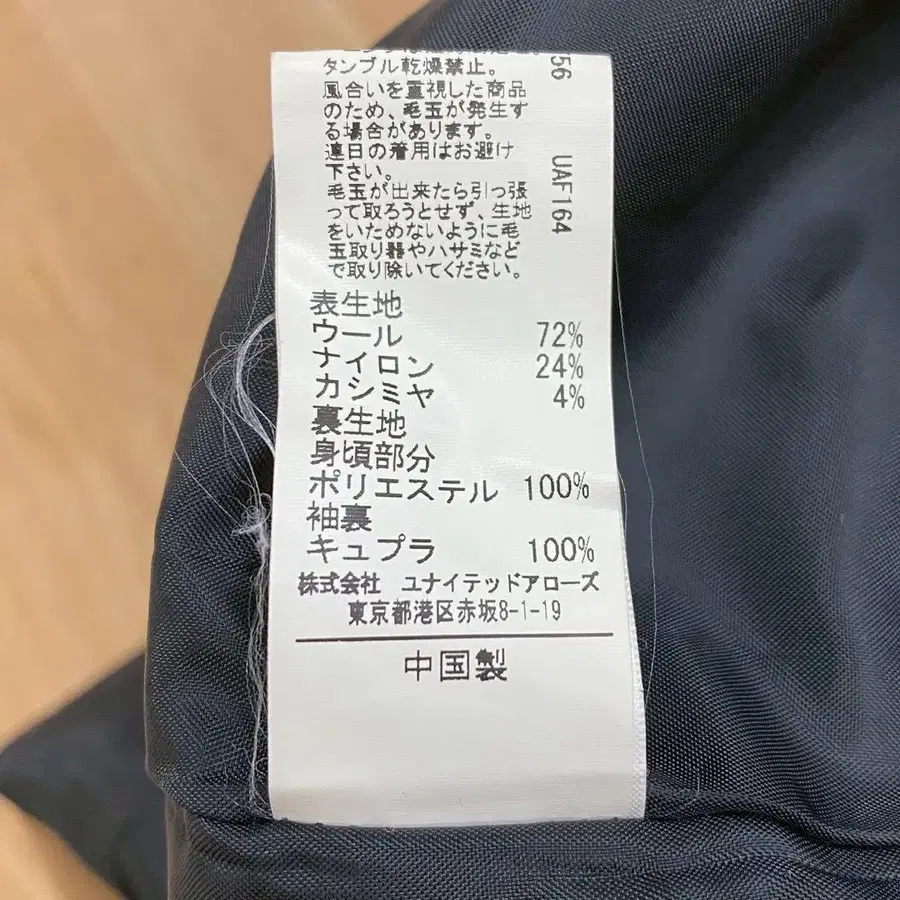 タンブル乾燥禁止。
風合いを重視した商品
のため、毛玉が発生す
る場合があります。
連日の着用はお避け
下さい。
毛玉が出来たら引っ張
って取ろうとせず、生地
をいためないように毛
玉取り器やハサミなど
で取り除いてください。
56
UAF164
表生地
ウール 72%
ナイロン 24%
カシミヤ 4%
裏生地
身頃部分
ポリエステル 100%
袖裏
キュプラ 100%
株式会社 ユナイテッドアローズ
東京都港区赤坂8-1-19
中国製